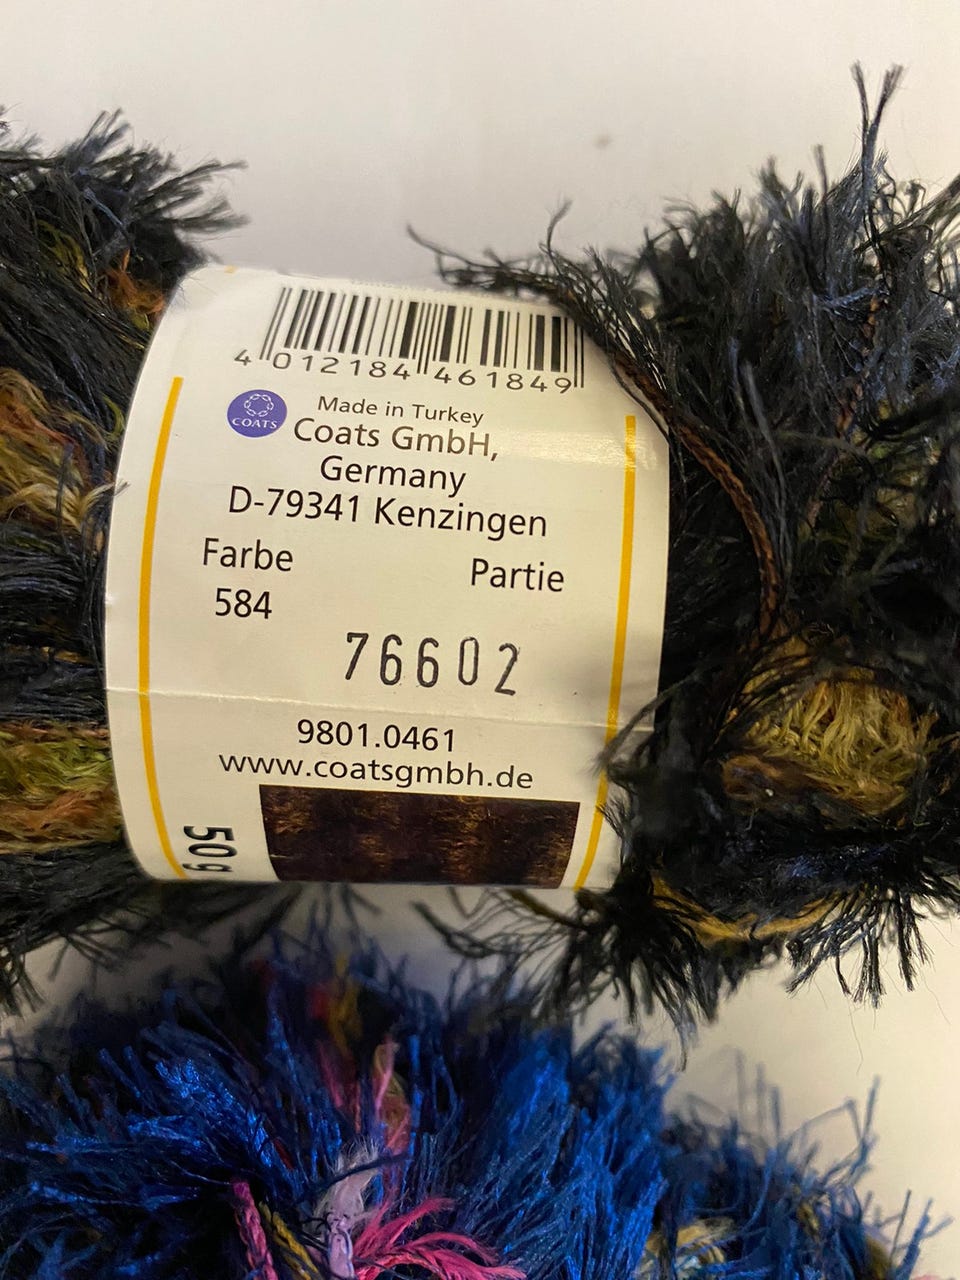 4 012184 461849
COATS
Made in Turkey
Coats GmbH,
Germany
D-79341 Kenzingen
Farbe Partie
584
76602
9801.0461
www.coatsgmbh.de
50g